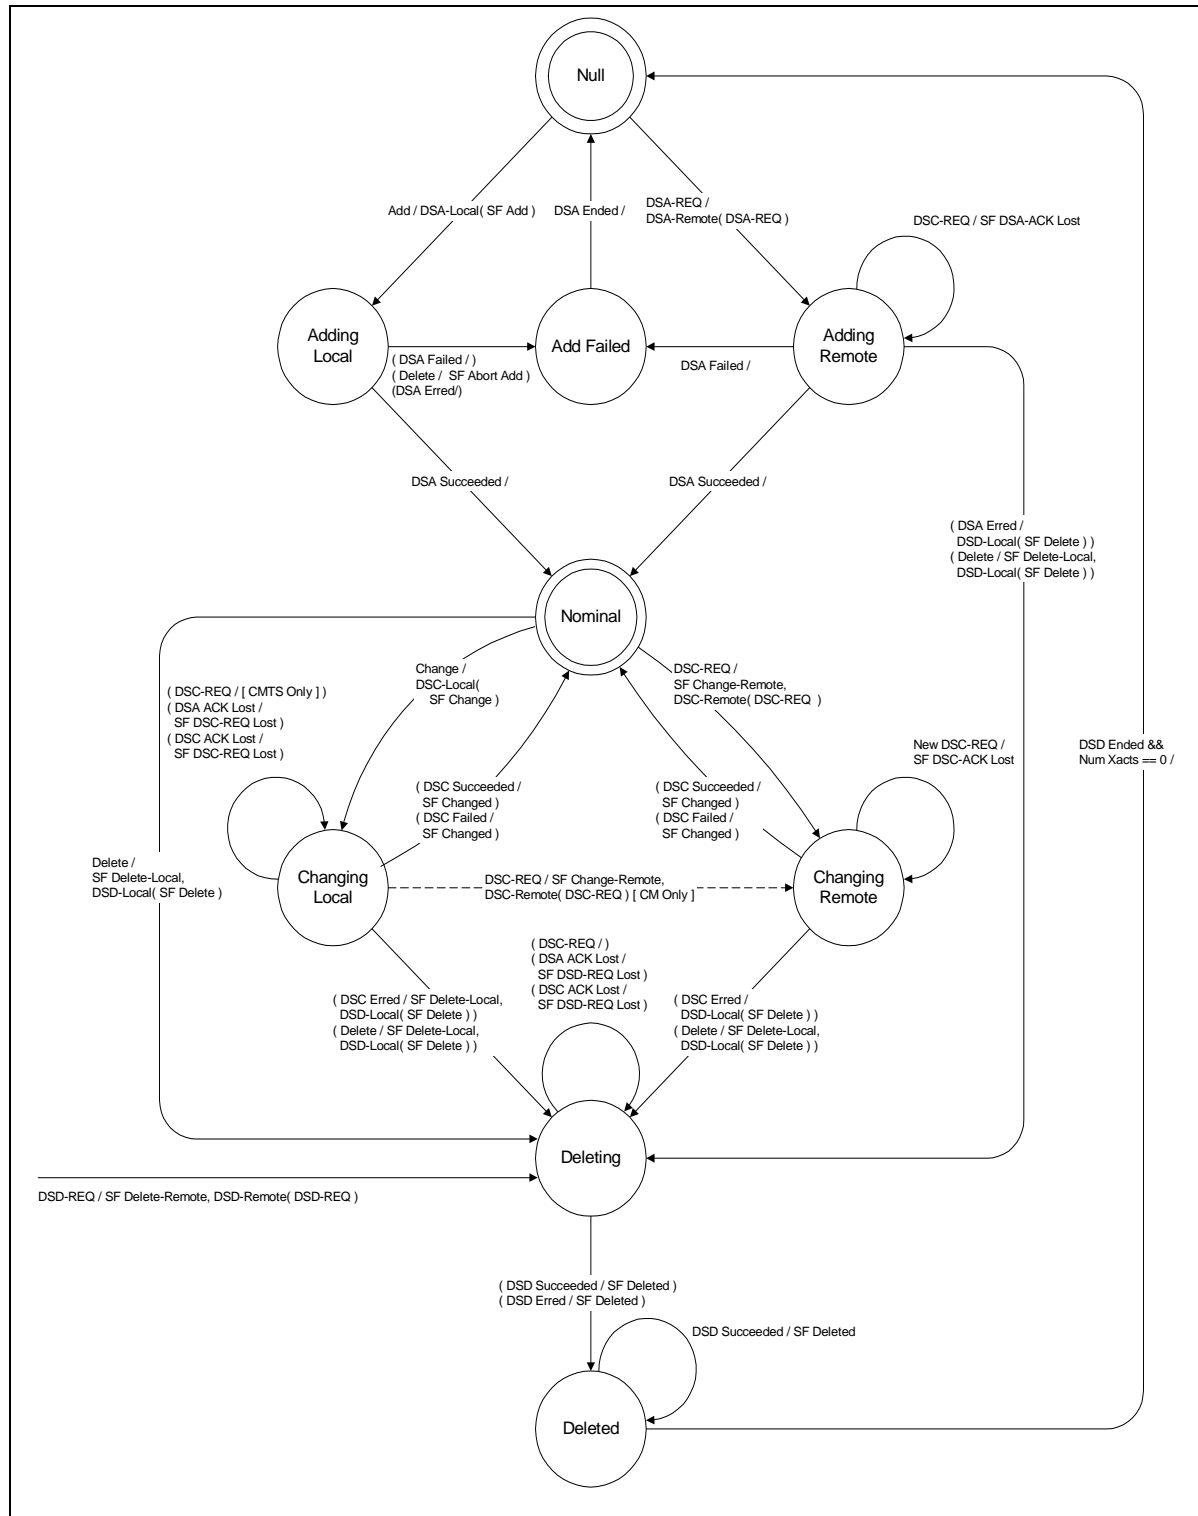 Null
Add / DSA-Local( SF Add )
DSA Ended /
DSA-REQ /
DSA-Remote( DSA-REQ )
DSC-REQ / SF DSA-ACK Lost
Adding
Local
( DSA Failed / )
( Delete /  SF Abort Add )
(DSA Erred/)
Add Failed
DSA Failed /
Adding
Remote
DSA Succeeded /
DSA Succeeded /
( DSA Erred /
DSD-Local( SF Delete ) )
( Delete / SF Delete-Local,
DSD-Local( SF Delete ) )
Nominal
( DSC-REQ / [ CMTS Only ] )
( DSA ACK Lost /
SF DSC-REQ Lost )
( DSC ACK Lost /
SF DSC-REQ Lost )
Change /
DSC-Local(
SF Change )
DSC-REQ /
SF Change-Remote,
DSC-Remote( DSC-REQ  )
( DSC Succeeded /
SF Changed )
( DSC Failed /
SF Changed )
( DSC Succeeded /
SF Changed )
( DSC Failed /
SF Changed )
New DSC-REQ /
SF DSC-ACK Lost
DSD Ended &&
Num Xacts == 0 /
Delete /
SF Delete-Local,
DSD-Local( SF Delete )
Changing
Local
DSC-REQ / SF Change-Remote,
DSC-Remote( DSC-REQ ) [ CM Only ]
Changing
Remote
( DSC-REQ / )
( DSA ACK Lost /
SF DSD-REQ Lost )
( DSC ACK Lost /
SF DSD-REQ Lost )
( DSC Erred / SF Delete-Local,
DSD-Local( SF Delete ) )
( Delete / SF Delete-Local,
DSD-Local( SF Delete ) )
( DSC Erred /
DSD-Local( SF Delete ) )
( Delete / SF Delete-Local,
DSD-Local( SF Delete ) )
Deleting
DSD-REQ / SF Delete-Remote, DSD-Remote( DSD-REQ )
( DSD Succeeded / SF Deleted )
( DSD Erred / SF Deleted )
DSD Succeeded / SF Deleted
Deleted